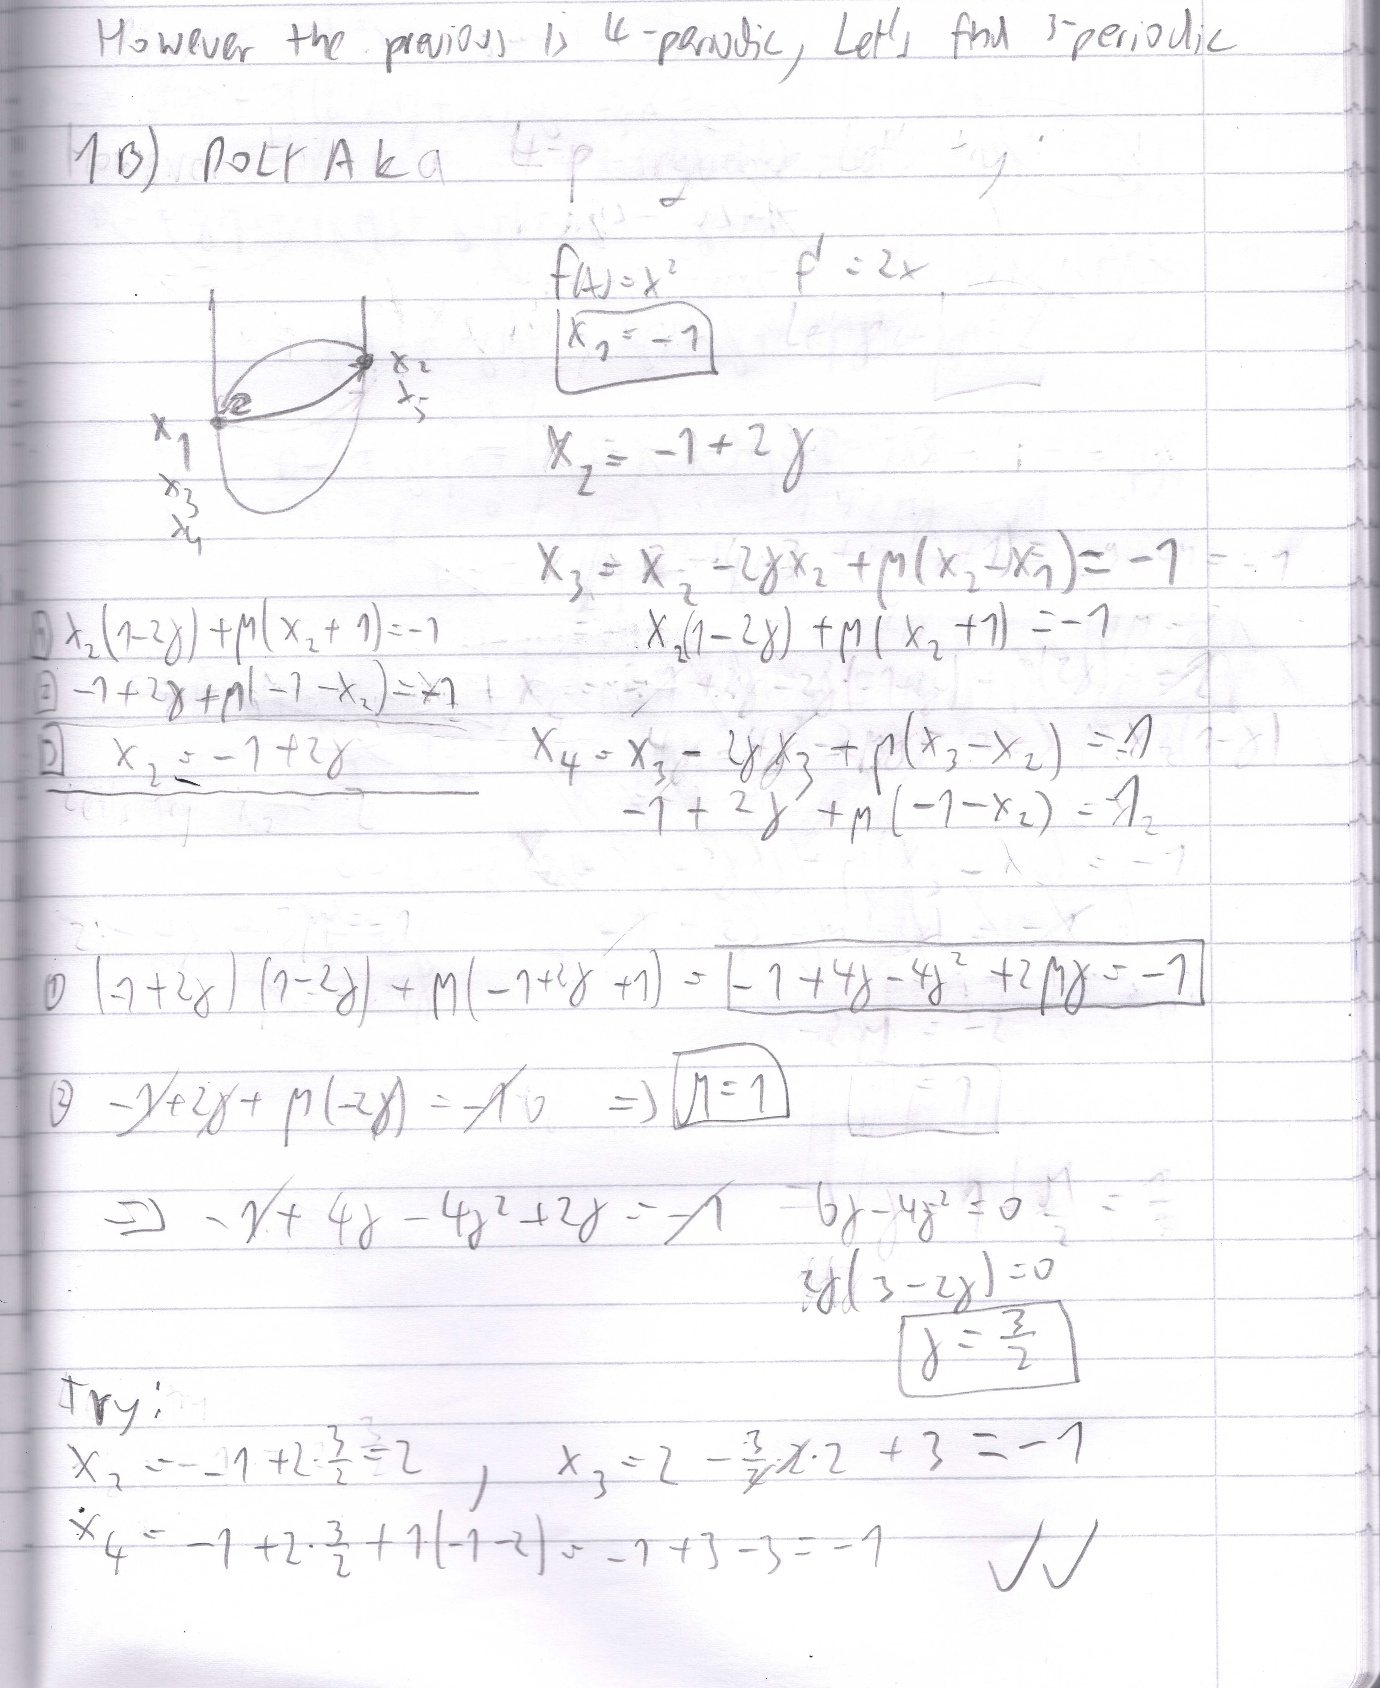 However the previous is 4-periodic, Let's find 3-periodic
1B) Polyak a
f(x)=x² f' = 2x
x₁ = -1
x₂ x₅
x₁ x₃ x₄
x₂ = -1+2γ
x₃ = x₂ - 2γx₂ + μ(x₂-x₁) = -1
x₂(1-2γ) + μ(x₂+1) = -1
x₄ = x₃ - 2γx₃ + μ(x₃-x₂) = -1
-1 + 2γ + μ(-1-x₂) = -1
1 x₂(1-2γ) + μ(x₂+1) = -1
2 -1+2γ+μ(-1-x₂) = -1
3 x₂ = -1+2γ
① (-1+2γ)(1-2γ) + μ(-1+2γ+1) = -1+4γ-4γ²+2μγ = -1
② -1+2γ+μ(-2γ) = -1 0 ⇒ μ=1
⇒ -1+4γ-4γ²+2γ = -1 6γ-4γ² = 0
2γ(3-2γ) = 0
γ = 3/2
Try:
x₂ = -1+2·3/2 = 2 , x₃ = 2 - 3/2·2·2 + 3 = -1
x₄ = -1+2·3/2+1(-1-2) = -1+3-3 = -1 ✓✓